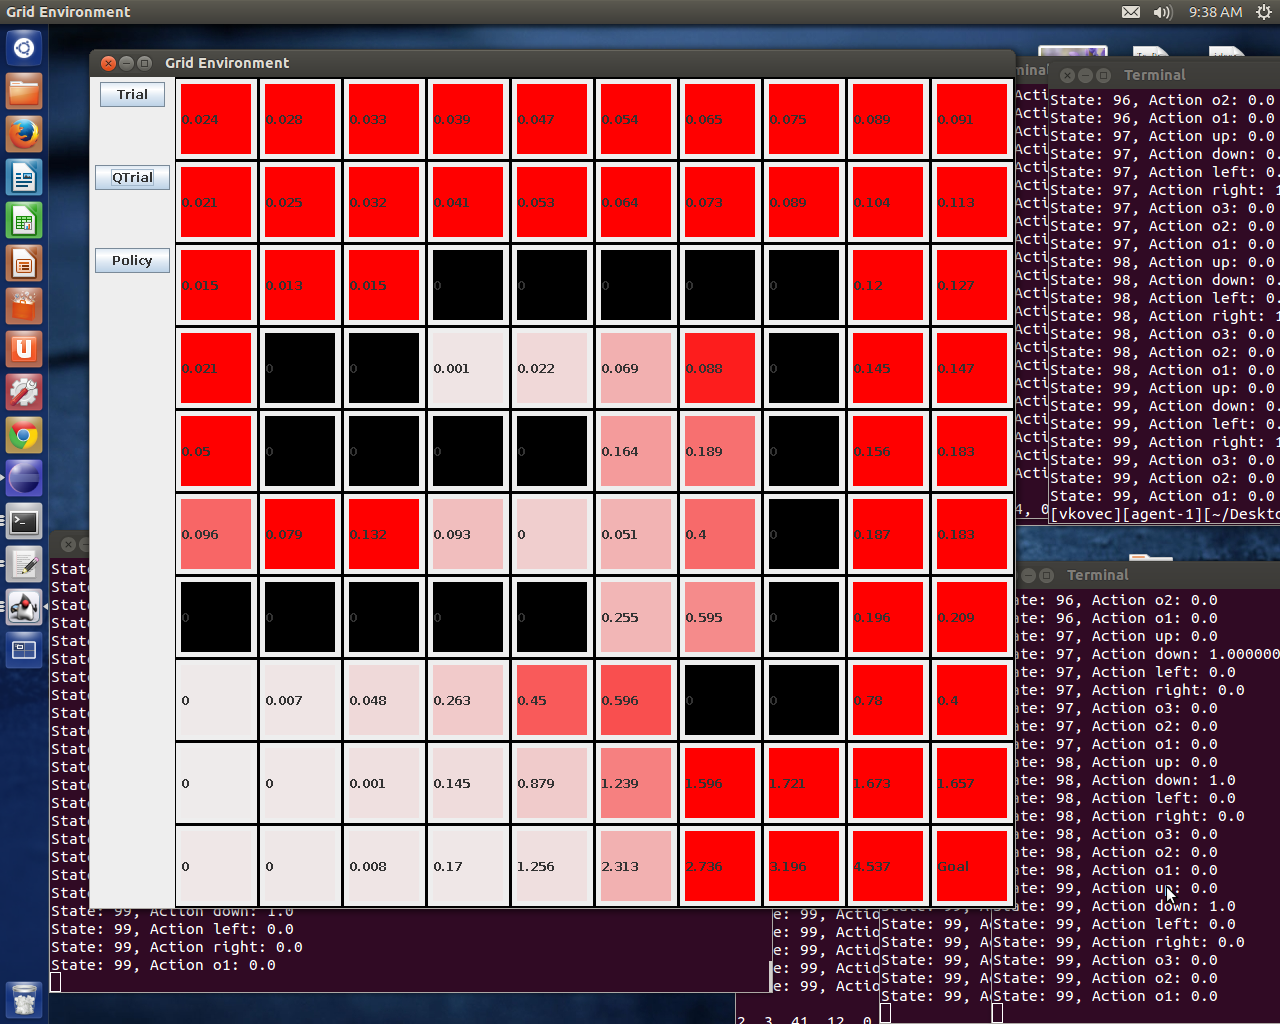 Grid Environment
9:38 AM
Grid Environment
Trial
QTrial
Policy
0.024 0.028 0.033 0.039 0.047 0.054 0.065 0.075 0.089 0.091
0.021 0.025 0.032 0.041 0.053 0.064 0.073 0.089 0.104 0.113
0.015 0.013 0.015 0 0 0 0 0 0.12 0.127
0.021 0 0 0.001 0.022 0.069 0.088 0 0.145 0.147
0.05 0 0 0 0 0.164 0.189 0 0.156 0.183
0.096 0.079 0.132 0.093 0 0.051 0.4 0 0.187 0.183
0 0 0 0 0 0.255 0.595 0 0.196 0.209
0 0.007 0.048 0.263 0.45 0.596 0 0 0.78 0.4
0 0 0.001 0.145 0.879 1.239 1.596 1.721 1.673 1.657
0 0 0.008 0.17 1.256 2.313 2.736 3.196 4.537 Goal
Terminal
State: 96, Action o2: 0.0
State: 96, Action o1: 0.0
State: 97, Action up: 0.0
State: 97, Action down: 0.
State: 97, Action left: 0.
State: 97, Action right: 1
State: 97, Action o3: 0.0
State: 97, Action o2: 0.0
State: 97, Action o1: 0.0
State: 98, Action up: 0.0
State: 98, Action down: 0.
State: 98, Action left: 0.
State: 98, Action right: 1
State: 98, Action o3: 0.0
State: 98, Action o2: 0.0
State: 98, Action o1: 0.0
State: 99, Action up: 0.0
State: 99, Action down: 0.
State: 99, Action left: 0.
State: 99, Action right: 1
State: 99, Action o3: 0.0
State: 99, Action o2: 0.0
State: 99, Action o1: 0.0
[vkovec][agent-1][~/Deskto
Terminal
ate: 96, Action o2: 0.0
ate: 96, Action o1: 0.0
ate: 97, Action up: 0.0
ate: 97, Action down: 1.000000
ate: 97, Action left: 0.0
ate: 97, Action right: 0.0
ate: 97, Action o3: 0.0
ate: 97, Action o2: 0.0
ate: 97, Action o1: 0.0
ate: 98, Action up: 0.0
ate: 98, Action down: 1.0
ate: 98, Action left: 0.0
ate: 98, Action right: 0.0
ate: 98, Action o3: 0.0
ate: 98, Action o2: 0.0
ate: 98, Action o1: 0.0
ate: 99, Action up: 0.0
ate: 99, Action down: 1.0
State: 99, Action left: 0.0
State: 99, Action right: 0.0
State: 99, Action o3: 0.0
State: 99, Action o2: 0.0
State: 99, Action o1: 0.0
State: 99, Action down: 1.0
State: 99, Action left: 0.0
State: 99, Action right: 0.0
State: 99, Action o1: 0.0
e: 99, Actio
e: 99, Actio
e: 99, Actio
e: 99, Actio
e: 99, Actio
2, 3, 41, 12, 0